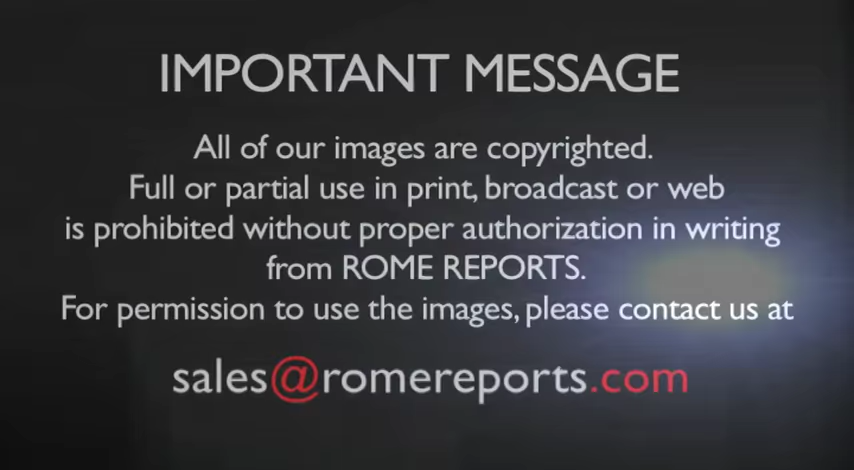 IMPORTANT MESSAGE
All of our images are copyrighted.
Full or partial use in print, broadcast or web
is prohibited without proper authorization in writing
from ROME REPORTS.
For permission to use the images, please contact us at
sales@romereports.com